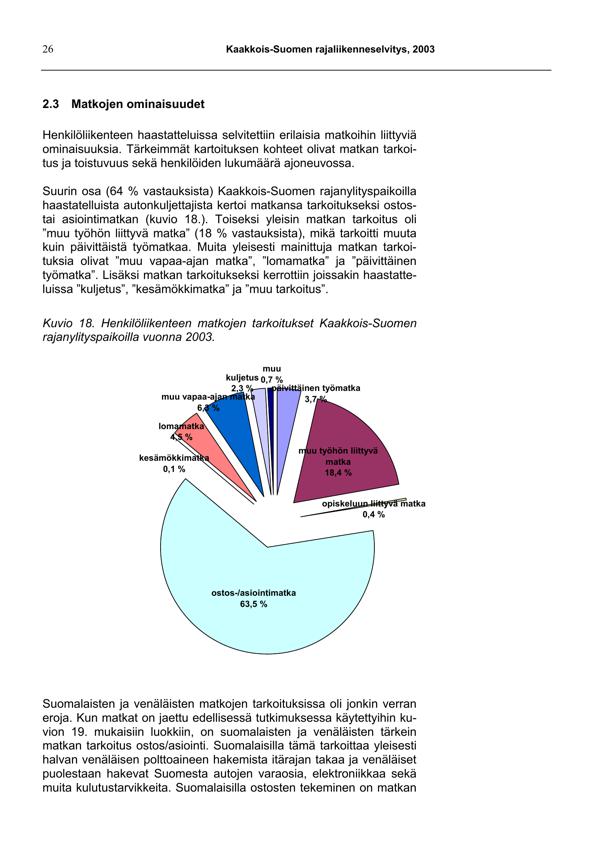 26
Kaakkois-Suomen rajaliikenneselvitys, 2003
2.3 Matkojen ominaisuudet
Henkilöliikenteen haastatteluissa selvitettiin erilaisia matkoihin liittyviä
ominaisuuksia. Tärkeimmät kartoituksen kohteet olivat matkan tarkoi-
tus ja toistuvuus sekä henkilöiden lukumäärä ajoneuvossa.
Suurin osa (64 % vastauksista) Kaakkois-Suomen rajanylityspaikoilla
haastatelluista autonkuljettajista kertoi matkansa tarkoitukseksi ostos-
tai asiointimatkan (kuvio 18.). Toiseksi yleisin matkan tarkoitus oli
”muu työhön liittyvä matka” (18 % vastauksista), mikä tarkoitti muuta
kuin päivittäistä työmatkaa. Muita yleisesti mainittuja matkan tarkoi-
tuksia olivat ”muu vapaa-ajan matka”, ”lomamatka” ja ”päivittäinen
työmatka”. Lisäksi matkan tarkoitukseksi kerrottiin joissakin haastatte-
luissa ”kuljetus”, ”kesämökkimatka” ja ”muu tarkoitus”.
Kuvio 18. Henkilöliikenteen matkojen tarkoitukset Kaakkois-Suomen
rajanylityspaikoilla vuonna 2003.
muu
0,7 %
kuljetus
2,3 %
päivittäinen työmatka
3,7 %
muu vapaa-ajan matka
6,3 %
lomamatka
4,5 %
muu työhön liittyvä
matka
18,4 %
kesämökkimatka
0,1 %
opiskeluun liittyvä matka
0,4 %
ostos-/asiointimatka
63,5 %
Suomalaisten ja venäläisten matkojen tarkoituksissa oli jonkin verran
eroja. Kun matkat on jaettu edellisessä tutkimuksessa käytettyihin ku-
vion 19. mukaisiin luokkiin, on suomalaisten ja venäläisten tärkein
matkan tarkoitus ostos/asiointi. Suomalaisilla tämä tarkoittaa yleisesti
halvan venäläisen polttoaineen hakemista itärajan takaa ja venäläiset
puolestaan hakevat Suomesta autojen varaosia, elektroniikkaa sekä
muita kulutustarvikkeita. Suomalaisilla ostosten tekeminen on matkan